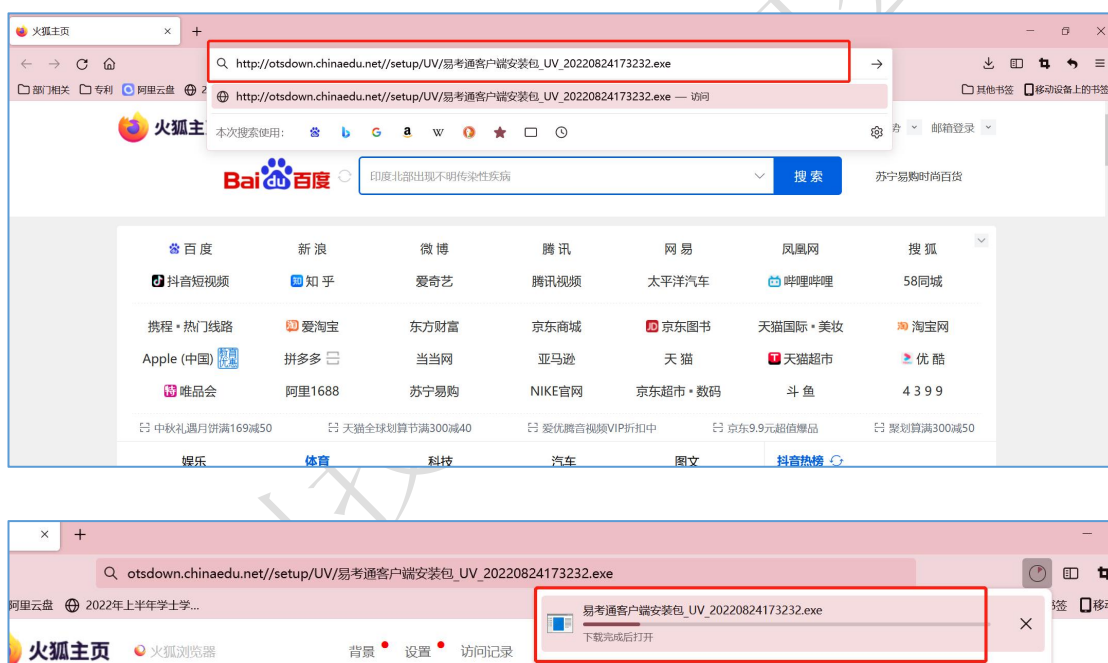 火狐主页
http://otsdown.chinaedu.net//setup/UV/易考通客户端安装包_UV_20220824173232.exe
部门相关 专利 阿里云盘 2
http://otsdown.chinaedu.net//setup/UV/易考通客户端安装包_UV_20220824173232.exe — 访问
其他书签 移动设备上的书签
火狐主
本次搜索使用: b G a W
邮箱登录
Bai du 百度 印度北部出现不明传染性疾病 搜索 苏宁易购时尚百货
百度 新浪 微博 腾讯 网易 凤凰网 搜狐
抖音短视频 知 知乎 爱奇艺 腾讯视频 太平洋汽车 哔哩哔哩 58同城
携程•热门线路 淘 爱淘宝 东方财富 京东商城 JD 京东图书 天猫国际•美妆 淘宝网
Apple (中国) 教育优惠 拼多多 当当网 亚马逊 天猫 T 天猫超市 优酷
特 唯品会 阿里1688 苏宁易购 NIKE官网 京东超市•数码 斗鱼 4399
中秋礼遇月饼满169减50 天猫全球划算节满300减40 爱优腾音视频VIP折扣中 京东9.9元超值爆品 聚划算满300减50
娱乐 体育 科技 汽车 图文 抖音热榜
otsdown.chinaedu.net//setup/UV/易考通客户端安装包_UV_20220824173232.exe
阿里云盘 2022年上半年学士学...
易考通客户端安装包_UV_20220824173232.exe
下载完成后打开
签 移动
火狐主页 火狐浏览器 背景 设置 访问记录